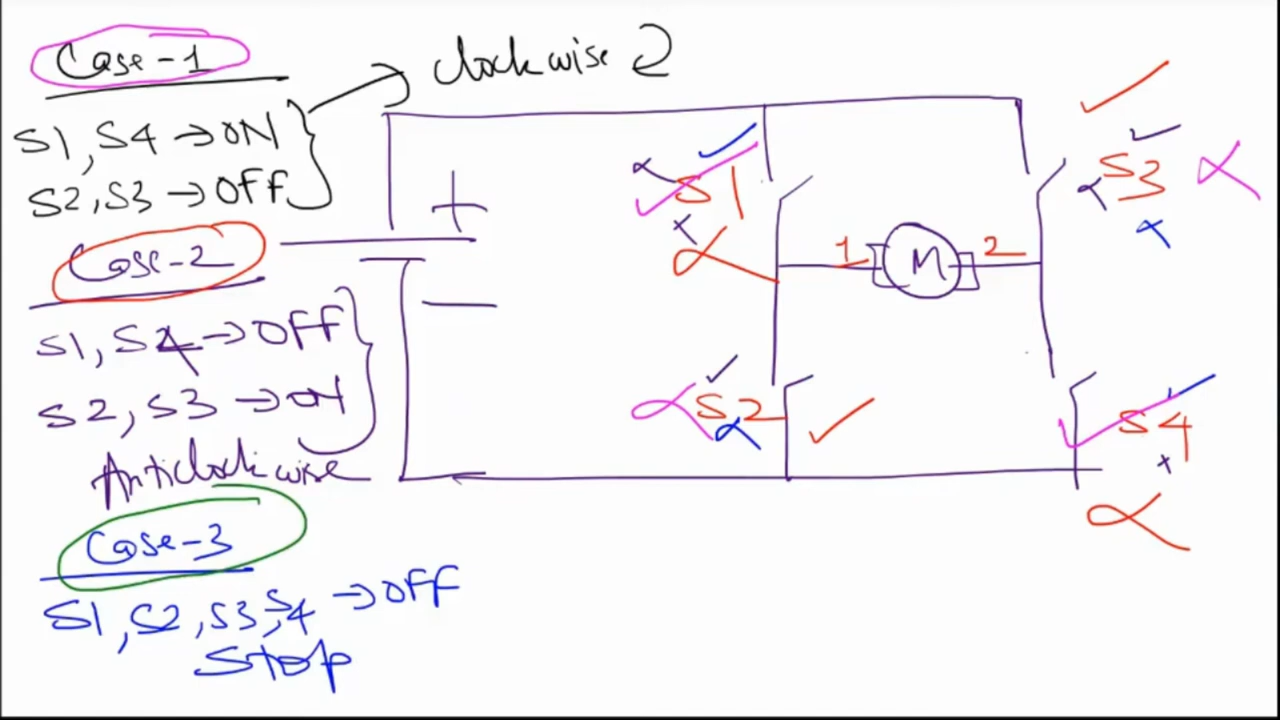 Case-1
clockwise
S1, S4 → ON
S2, S3 → OFF
Case-2
S1, S4 → OFF
S2, S3 → ON
Anticlockwise
Case-3
S1, S2, S3, S4 → OFF
Stop
+
−
S1
S3
1
M
2
S2
S4